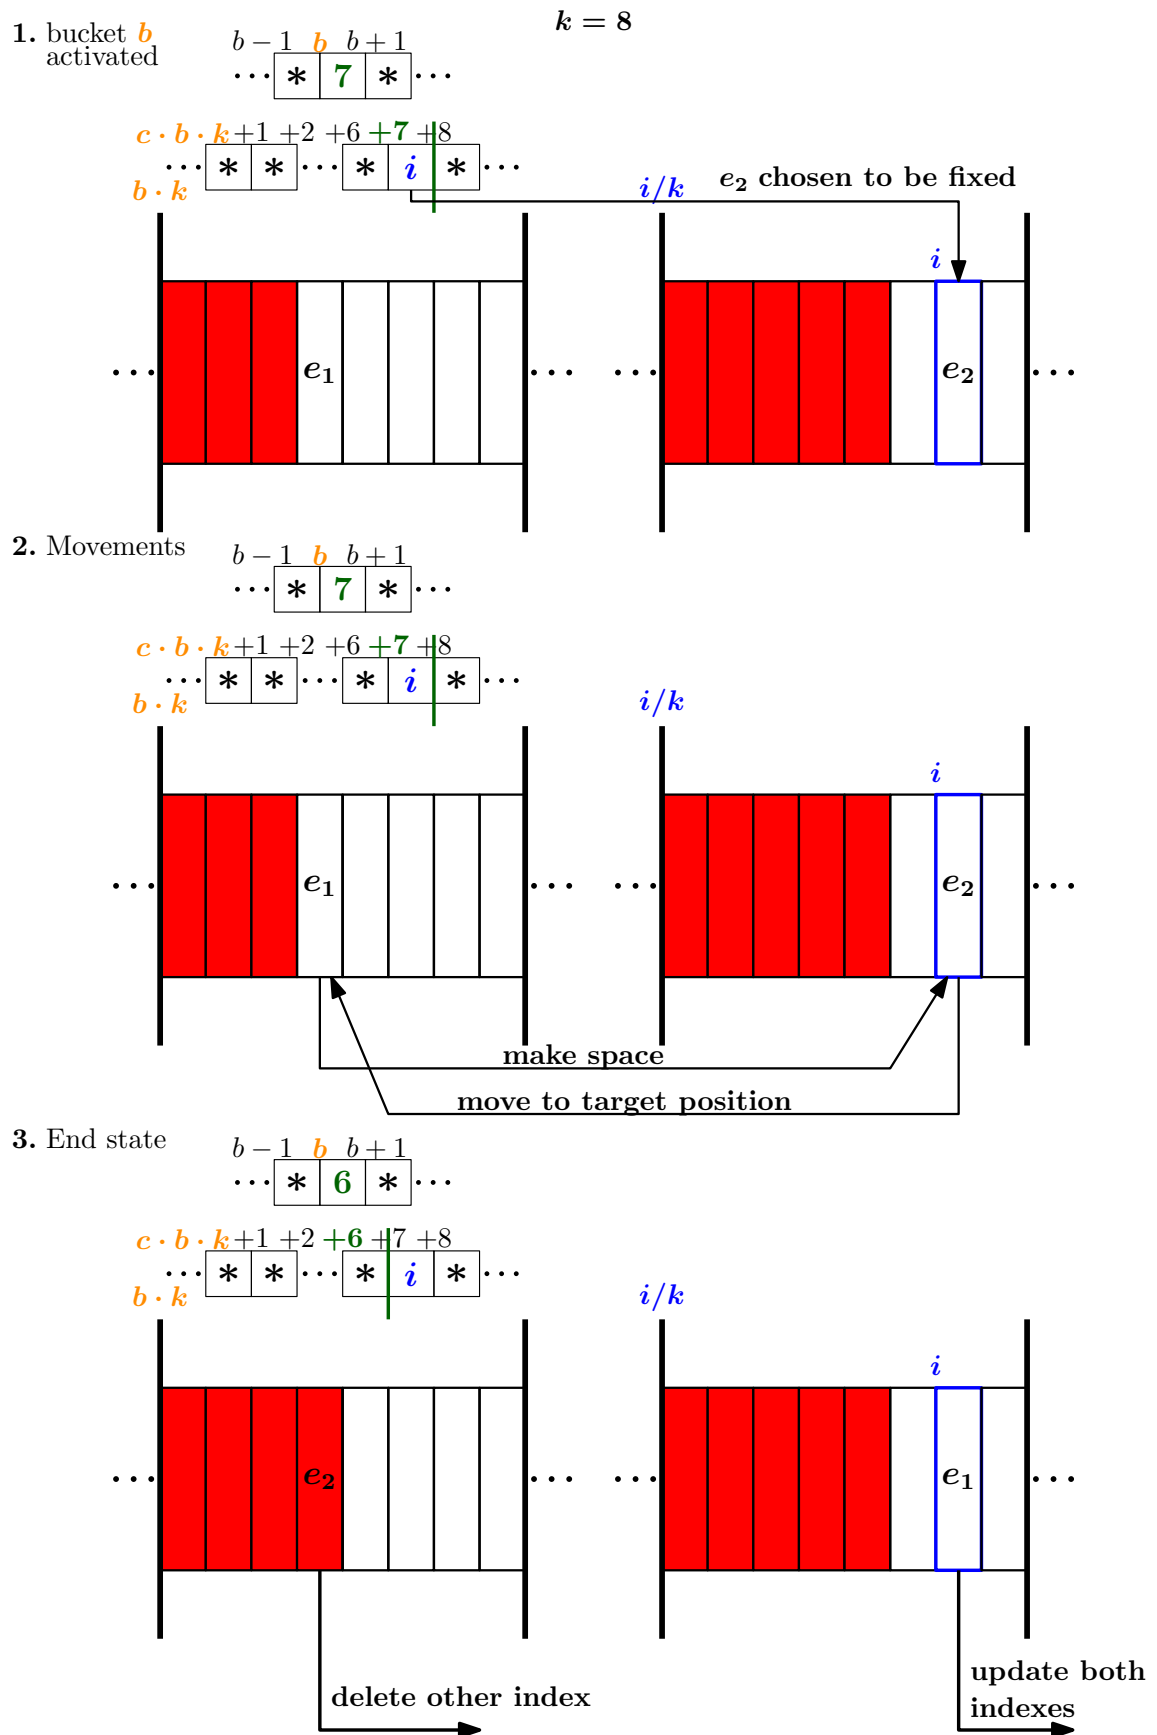 k = 8
1. bucket b
activated
b − 1 b b + 1
··· * 7 * ···
c · b · k +1 +2 +6 +7 +8
··· * * ··· * i * ···
b · k i/k e₂ chosen to be fixed
i
··· e₁ ··· ··· e₂ ···
2. Movements
b − 1 b b + 1
··· * 7 * ···
c · b · k +1 +2 +6 +7 +8
··· * * ··· * i * ···
b · k i/k
i
··· e₁ ··· ··· e₂ ···
make space
move to target position
3. End state
b − 1 b b + 1
··· * 6 * ···
c · b · k +1 +2 +6 +7 +8
··· * * ··· * i * ···
b · k i/k
i
··· e₂ ··· ··· e₁ ···
delete other index
update both
indexes